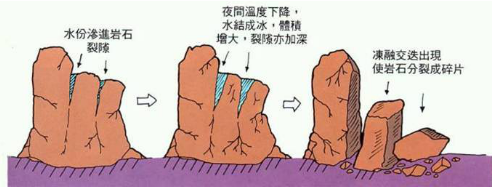 水份滲進岩石
裂隙
夜間溫度下降，
水結成冰，體積
增大，裂隙亦加深
凍融交迭出現
使岩石分裂成碎片